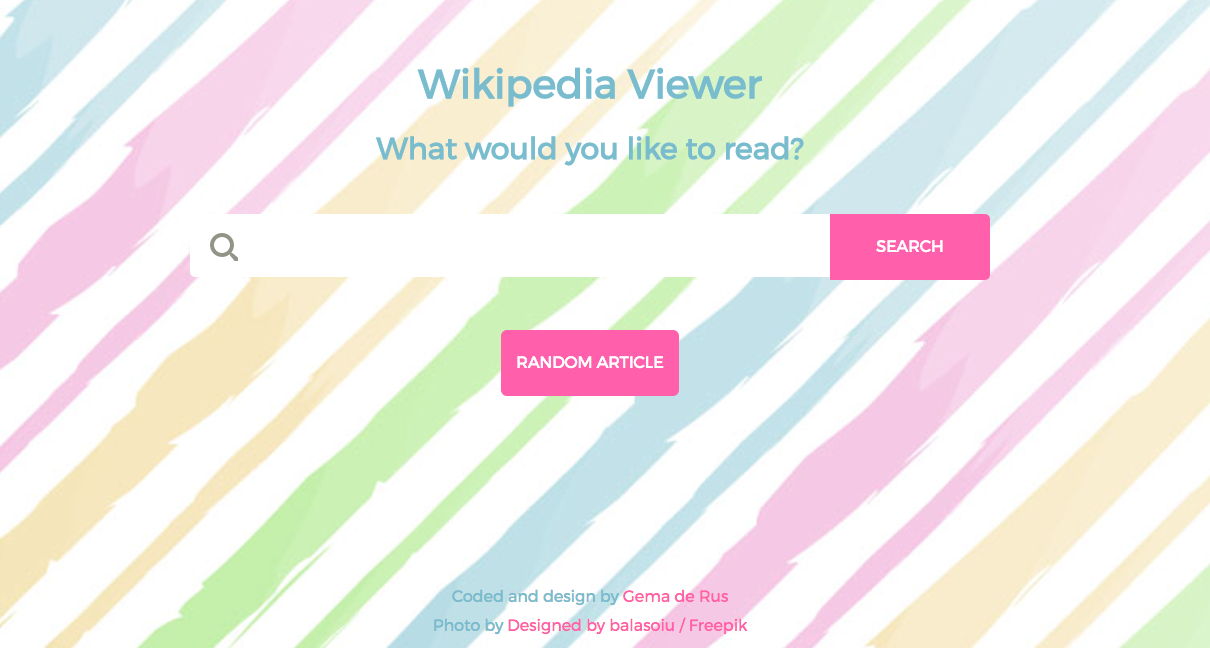 Wikipedia Viewer
What would you like to read?
SEARCH
RANDOM ARTICLE
Coded and design by Gema de Rus
Photo by Designed by balasoiu / Freepik